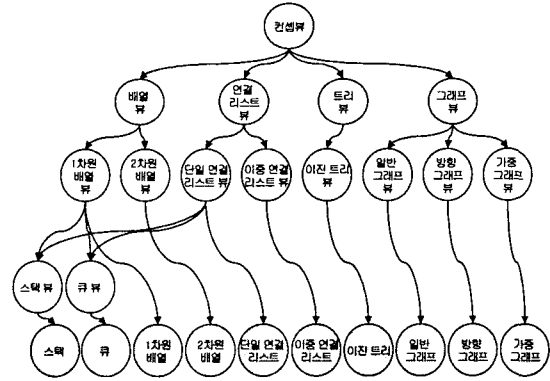 컨셉뷰
배열
뷰
연결
리스트
뷰
트리
뷰
그래프
뷰
1차원
배열
뷰
2차원
배열
뷰
단일 연결
리스트 뷰
이중 연결
리스트 뷰
이진 트리
뷰
일반
그래프
뷰
방향
그래프
뷰
가중
그래프
뷰
스택 뷰
큐 뷰
스택
큐
1차원
배열
2차원
배열
단일 연결
리스트
이중 연결
리스트
이진 트리
일반
그래프
방향
그래프
가중
그래프